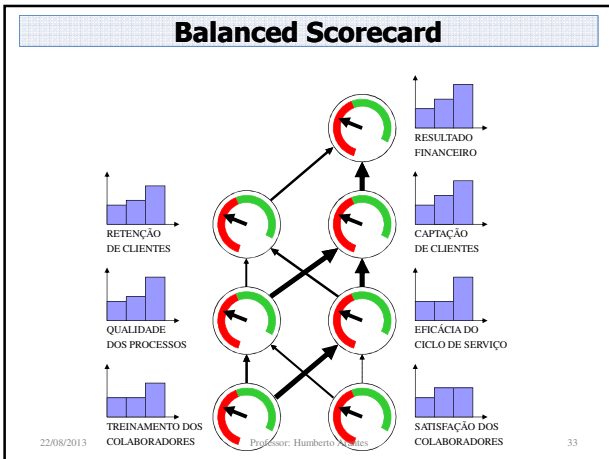 Balanced Scorecard
RESULTADO
FINANCEIRO
RETENÇÃO
DE CLIENTES
CAPTAÇÃO
DE CLIENTES
QUALIDADE
DOS PROCESSOS
EFICÁCIA DO
CICLO DE SERVIÇO
TREINAMENTO DOS
COLABORADORES
SATISFAÇÃO DOS
COLABORADORES
22/08/2013
Professor: Humberto
33